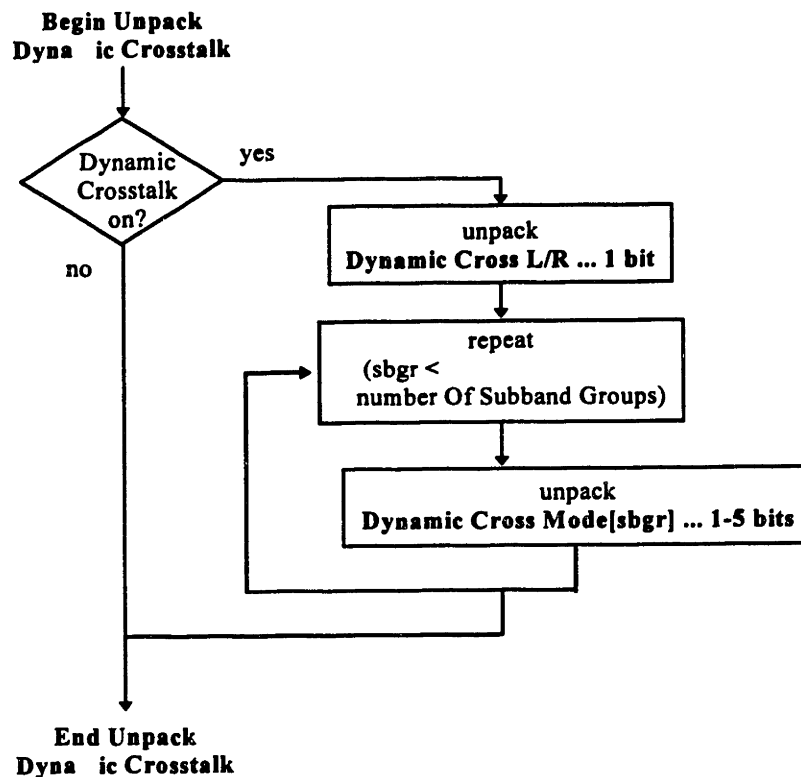 Begin Unpack
Dyna ic Crosstalk
Dynamic
Crosstalk
on?
yes
no
unpack
Dynamic Cross L/R ... 1 bit
repeat
(sbgr <
number Of Subband Groups)
unpack
Dynamic Cross Mode[sbgr] ... 1-5 bits
End Unpack
Dyna ic Crosstalk